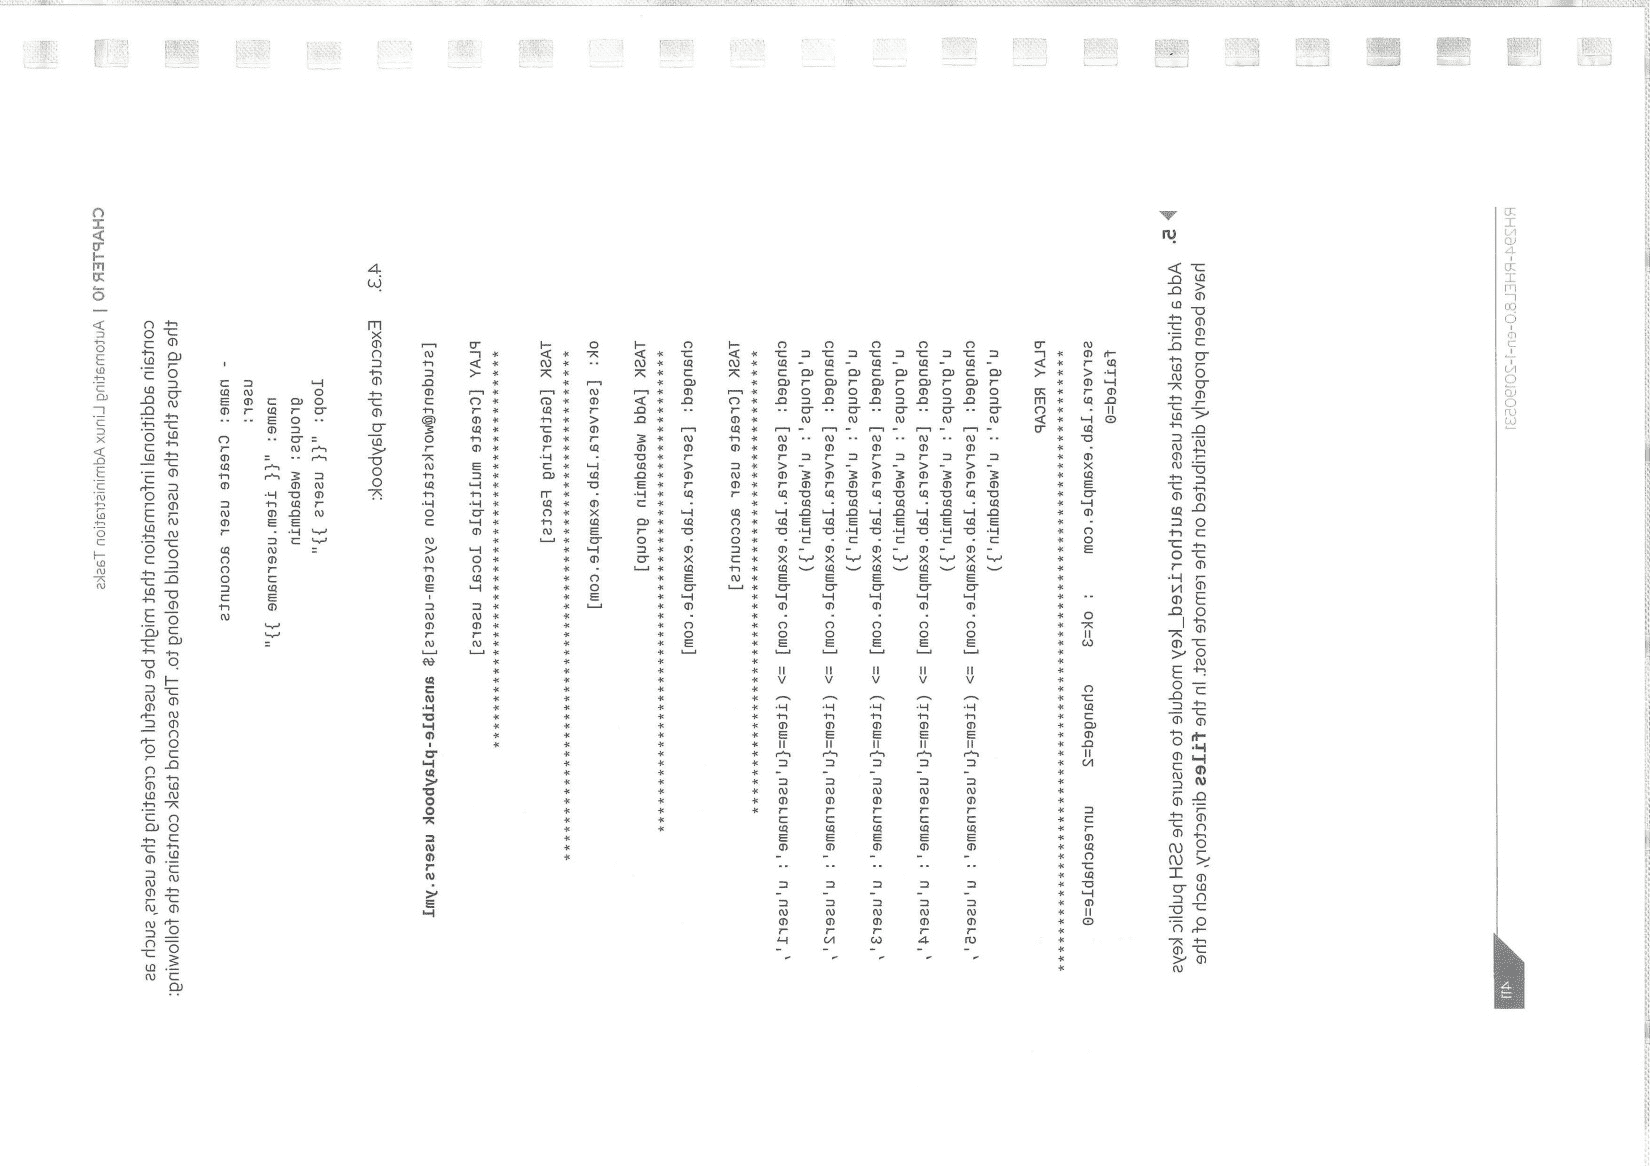 CHAPTER 10 | Automating Linux Administration Tasks
contain additional information that might be useful for creating the users, such as
the groups that the users should belong to. The second task contains the following:
- name: Create user accounts
user:
name: "{{ item.username }}"
groups: webadmin
loop: "{{ users }}"
4.3. Execute the playbook:
[student@workstation system-users]$ ansible-playbook users.yml
PLAY [Create multiple local users]
*******************************************
TASK [Gathering Facts]
*******************************************************
ok: [servera.lab.example.com]
TASK [Add webadmin group]
****************************************************
changed: [servera.lab.example.com]
TASK [Create user accounts]
**************************************************
changed: [servera.lab.example.com] => (item={u'username': u'user1',
u'groups': u'webadmin'})
changed: [servera.lab.example.com] => (item={u'username': u'user2',
u'groups': u'webadmin'})
changed: [servera.lab.example.com] => (item={u'username': u'user3',
u'groups': u'webadmin'})
changed: [servera.lab.example.com] => (item={u'username': u'user4',
u'groups': u'webadmin'})
changed: [servera.lab.example.com] => (item={u'username': u'user5',
u'groups': u'webadmin'})
PLAY RECAP
*******************************************************************
servera.lab.example.com : ok=3 changed=2 unreachable=0
failed=0
5. Add a third task that uses the authorized_key module to ensure the SSH public keys
have been properly distributed on the remote host. In the files directory, each of the
RH294-RHEL8.0-en-1-20190531 411